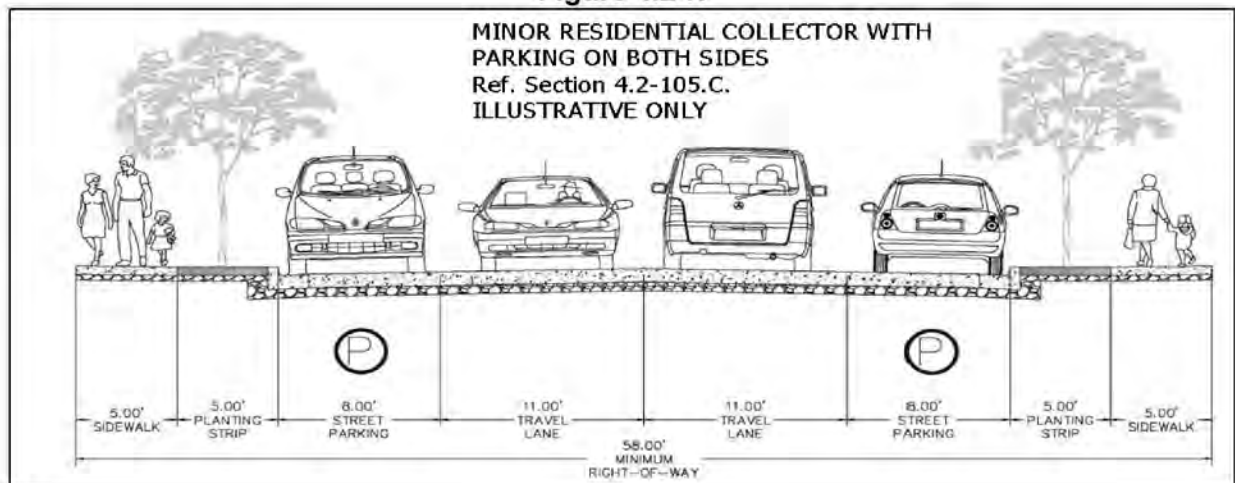 MINOR RESIDENTIAL COLLECTOR WITH
PARKING ON BOTH SIDES
Ref. Section 4.2-105.C.
ILLUSTRATIVE ONLY
P
P
5.00'
SIDEWALK
5.00'
PLANTING
STRIP
8.00'
STREET
PARKING
11.00'
TRAVEL
LANE
11.00'
TRAVEL
LANE
8.00'
STREET
PARKING
5.00'
PLANTING
STRIP
5.00'
SIDEWALK
58.00'
MINIMUM
RIGHT-OF-WAY